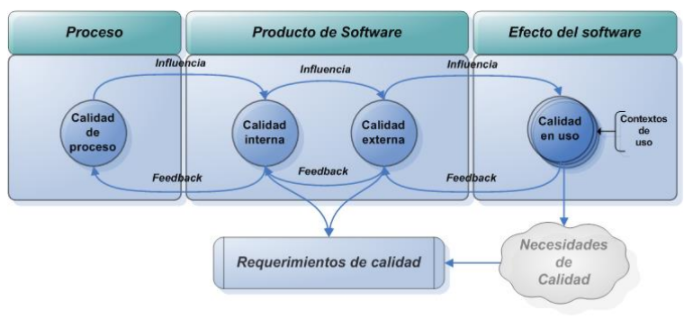 Proceso
Producto de Software
Efecto del software
Influencia
Influencia
Influencia
Calidad
de
proceso
Calidad
interna
Calidad
externa
Calidad
en uso
Contextos
de
uso
Feedback
Feedback
Feedback
Requerimientos de calidad
Necesidades
de
Calidad